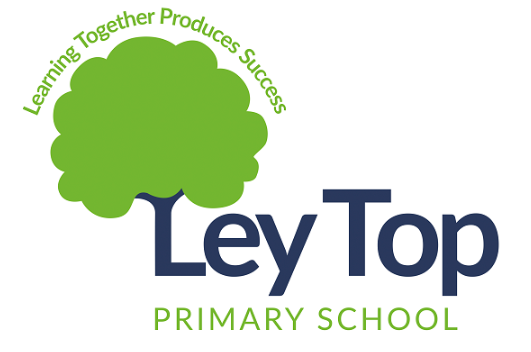 Learning Together Produces Success
Ley Top
PRIMARY SCHOOL